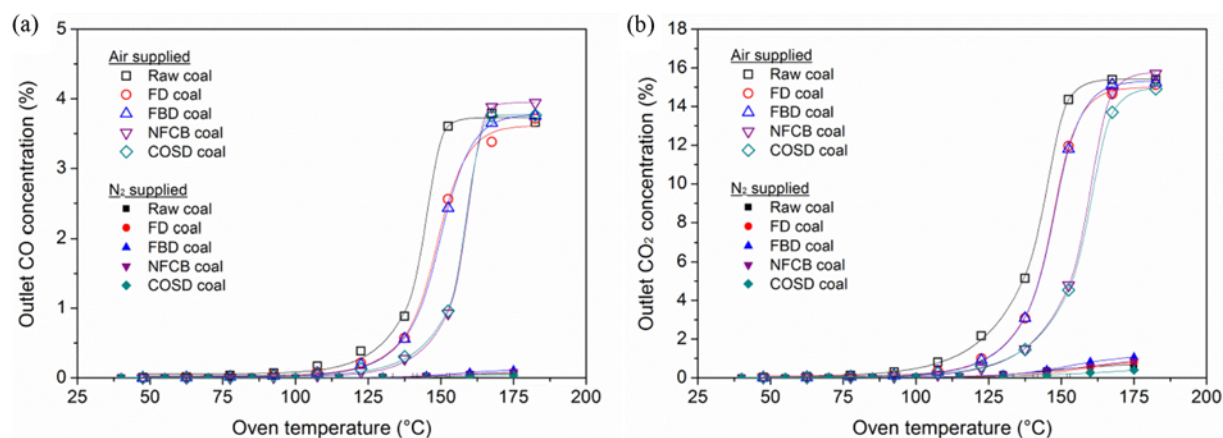 (a)
5
4
3
2
1
0
25 50 75 100 125 150 175 200
Outlet CO concentration (%)
Oven temperature (°C)
Air supplied
Raw coal
FD coal
FBD coal
NFCB coal
COSD coal
N₂ supplied
Raw coal
FD coal
FBD coal
NFCB coal
COSD coal
(b)
18
16
14
12
10
8
6
4
2
0
25 50 75 100 125 150 175 200
Outlet CO₂ concentration (%)
Oven temperature (°C)
Air supplied
Raw coal
FD coal
FBD coal
NFCB coal
COSD coal
N₂ supplied
Raw coal
FD coal
FBD coal
NFCB coal
COSD coal